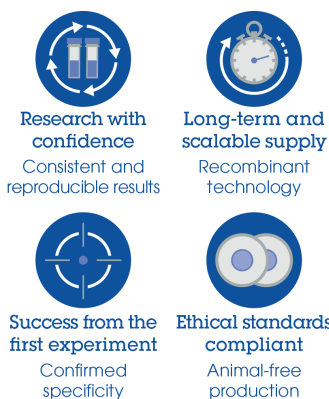 Research with
confidence
Consistent and
reproducible results
Long-term and
scalable supply
Recombinant
technology
Success from the
first experiment
Confirmed
specificity
Ethical standards
compliant
Animal-free
production